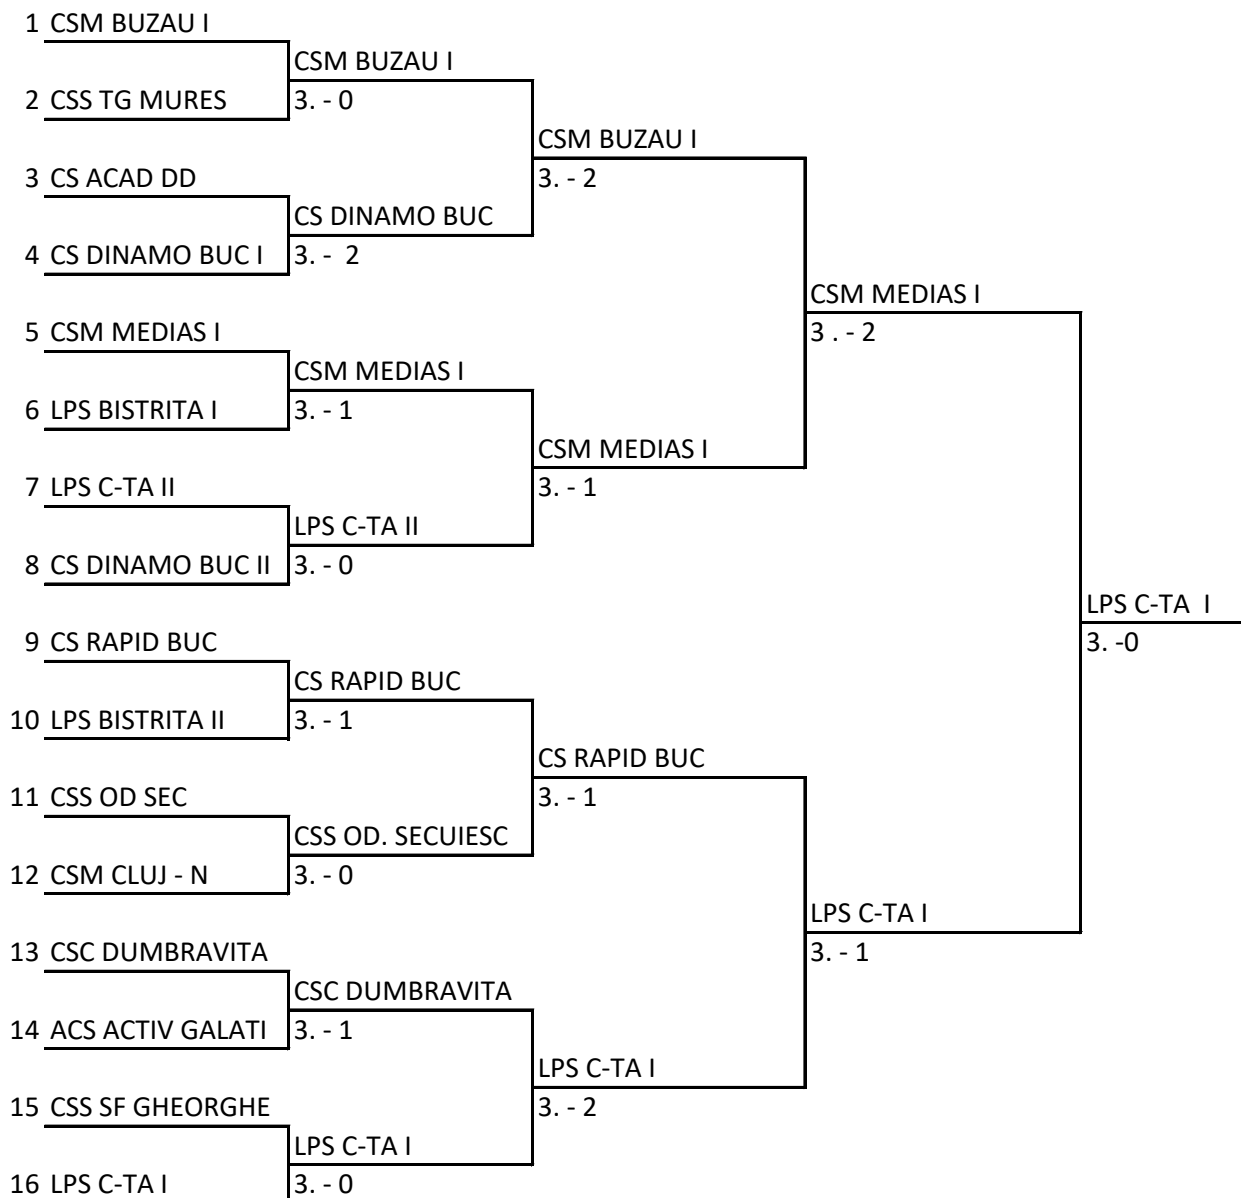 1 CSM BUZAU I
CSM BUZAU I
2 CSS TG MURES
3. - 0
CSM BUZAU I
3 CS ACAD DD
3. - 2
CS DINAMO BUC
4 CS DINAMO BUC I
3. - 2
CSM MEDIAS I
5 CSM MEDIAS I
3 . - 2
CSM MEDIAS I
6 LPS BISTRITA I
3. - 1
CSM MEDIAS I
7 LPS C-TA II
3. - 1
LPS C-TA II
8 CS DINAMO BUC II
3. - 0
LPS C-TA I
9 CS RAPID BUC
3. -0
CS RAPID BUC
10 LPS BISTRITA II
3. - 1
CS RAPID BUC
11 CSS OD SEC
3. - 1
CSS OD. SECUIESC
12 CSM CLUJ - N
3. - 0
LPS C-TA I
13 CSC DUMBRAVITA
3. - 1
CSC DUMBRAVITA
14 ACS ACTIV GALATI
3. - 1
LPS C-TA I
15 CSS SF GHEORGHE
3. - 2
LPS C-TA I
16 LPS C-TA I
3. - 0